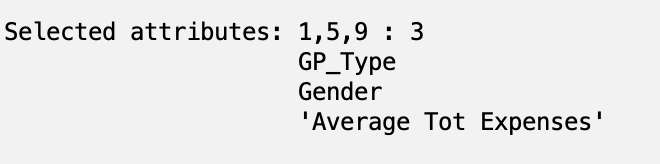 Selected attributes: 1,5,9 : 3
GP_Type
Gender
'Average Tot Expenses'